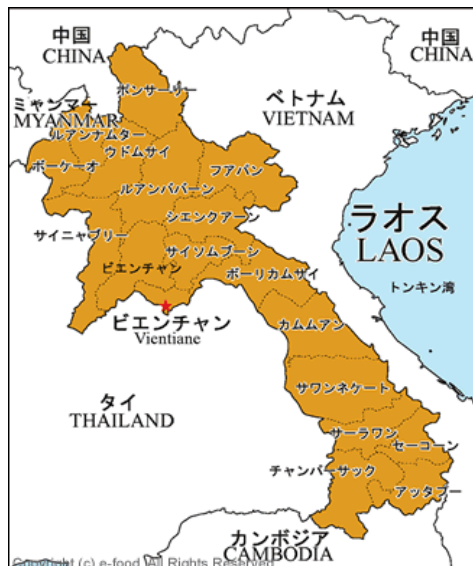 中国
CHINA
中国
CHINA
ポンサーリー
ミャンマー
MYANMAR
ベトナム
VIETNAM
ルアンナムター
ウドムサイ
ボーケーオ
フアパン
ルアンパバーン
シエンクアーン
ラオス
LAOS
サイニャブリー
サイソムブーン
ビエンチャン
ボーリカムサイ
トンキン湾
ビエンチャン
Vientiane
カムムアン
サワンネケート
タイ
THAILAND
サーラワン
セーコーン
チャンパーサック
アッタプー
カンボジア
CAMBODIA
Copyright (c) e-food All Rights Reserved